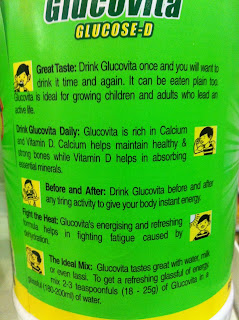 Glucovita
GLUCOSE-D
Great Taste: Drink Glucovita once and you will want
to drink it time and again. It can be eaten plain too.
Glucovita is ideal for growing children and adults who lead an
active life.
Drink Glucovita Daily: Glucovita is rich in Calcium
and Vitamin D. Calcium helps maintain healthy &
strong bones while Vitamin D helps in absorbing
essential minerals.
Before and After: Drink Glucovita before and after
any tiring activity to give your body instant energy.
Fight the Heat: Glucovita's energising and refreshing
formula helps in fighting fatigue caused by
dehydration.
The Ideal Mix: Glucovita tastes great with water, milk
or even lassi. To get a refreshing glassful of energy,
mix 2-3 teaspoonfuls (18 - 25g) of Glucovita in a
glassful (180-200ml) of water.